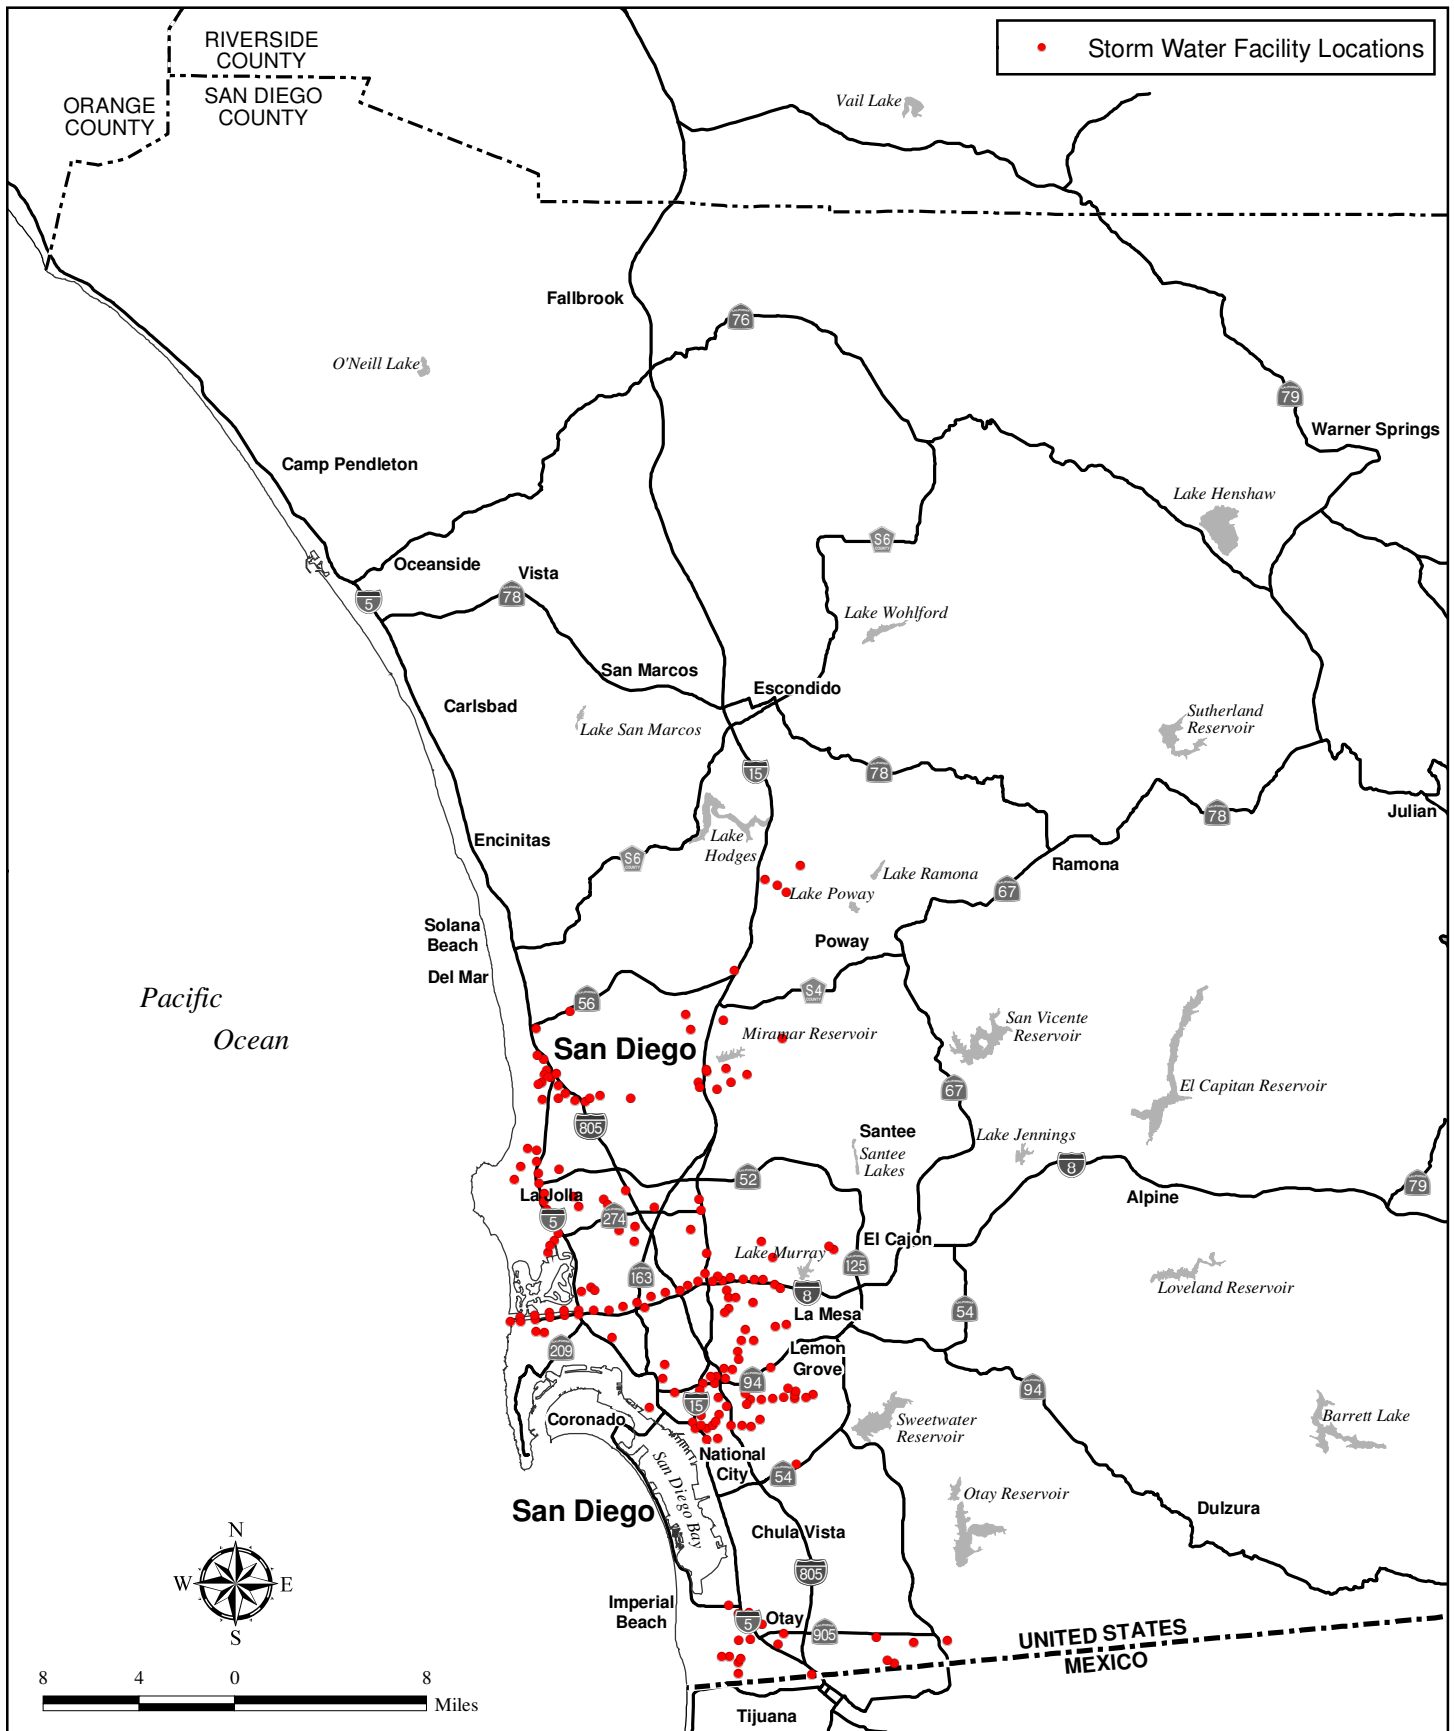 RIVERSIDE
COUNTY
Storm Water Facility Locations
ORANGE
COUNTY
SAN DIEGO
COUNTY
Vail Lake
Fallbrook
76
O'Neill Lake
79
Warner Springs
Camp Pendleton
Lake Henshaw
S6
COUNTY
Oceanside
Vista
78
5
Lake Wohlford
San Marcos
Escondido
Carlsbad
Lake San Marcos
Sutherland
Reservoir
15
78
78
Julian
Encinitas
Lake
Hodges
S6
COUNTY
Ramona
Lake Ramona
67
Lake Poway
Solana
Beach
Poway
Del Mar
Pacific
Ocean
56
S4
COUNTY
San Vicente
Reservoir
Miramar Reservoir
San Diego
67
El Capitan Reservoir
805
Santee
Santee
Lakes
Lake Jennings
8
52
79
Alpine
La Jolla
5
274
El Cajon
Lake Murray
125
163
8
Loveland Reservoir
54
La Mesa
209
Lemon
Grove
94
94
15
Coronado
Sweetwater
Reservoir
Barrett Lake
National
City
54
San Diego Bay
Otay Reservoir
San Diego
Dulzura
Chula Vista
N
W
E
S
805
Imperial
Beach
5
Otay
905
UNITED STATES
MEXICO
8
4
0
8
Miles
Tijuana